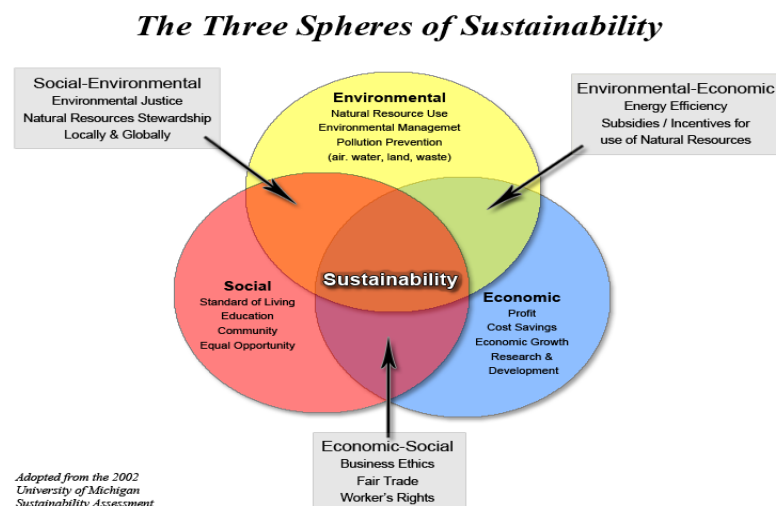 The Three Spheres of Sustainability
Social-Environmental
Environmental Justice
Natural Resources Stewardship
Locally & Globally
Environmental
Natural Resource Use
Environmental Managemet
Pollution Prevention
(air. water, land, waste)
Environmental-Economic
Energy Efficiency
Subsidies / Incentives for
use of Natural Resources
Sustainability
Social
Standard of Living
Education
Community
Equal Opportunity
Economic
Profit
Cost Savings
Economic Growth
Research &
Development
Economic-Social
Business Ethics
Fair Trade
Worker's Rights
Adopted from the 2002
University of Michigan
Sustainability Assessment